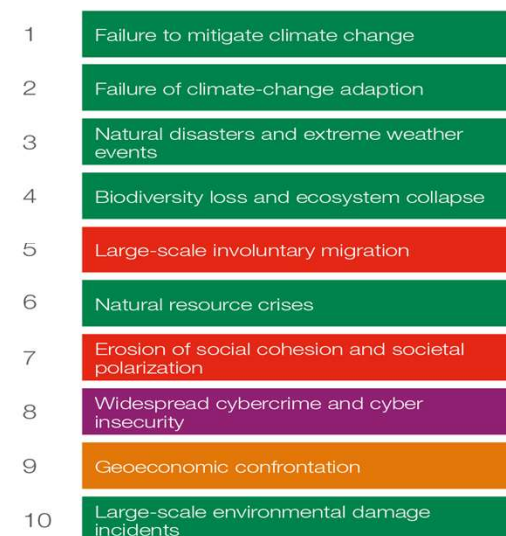 1 Failure to mitigate climate change
2 Failure of climate-change adaption
3 Natural disasters and extreme weather
events
4 Biodiversity loss and ecosystem collapse
5 Large-scale involuntary migration
6 Natural resource crises
7 Erosion of social cohesion and societal
polarization
8 Widespread cybercrime and cyber
insecurity
9 Geoeconomic confrontation
10 Large-scale environmental damage
incidents